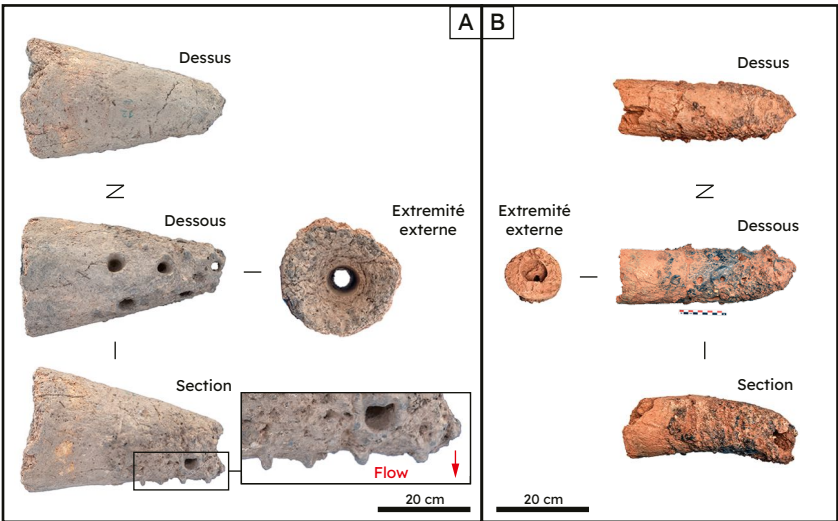 A
B
Dessus
Dessous
Extremité
externe
Section
Flow
20 cm
Dessus
Extremité
externe
Dessous
Section
20 cm